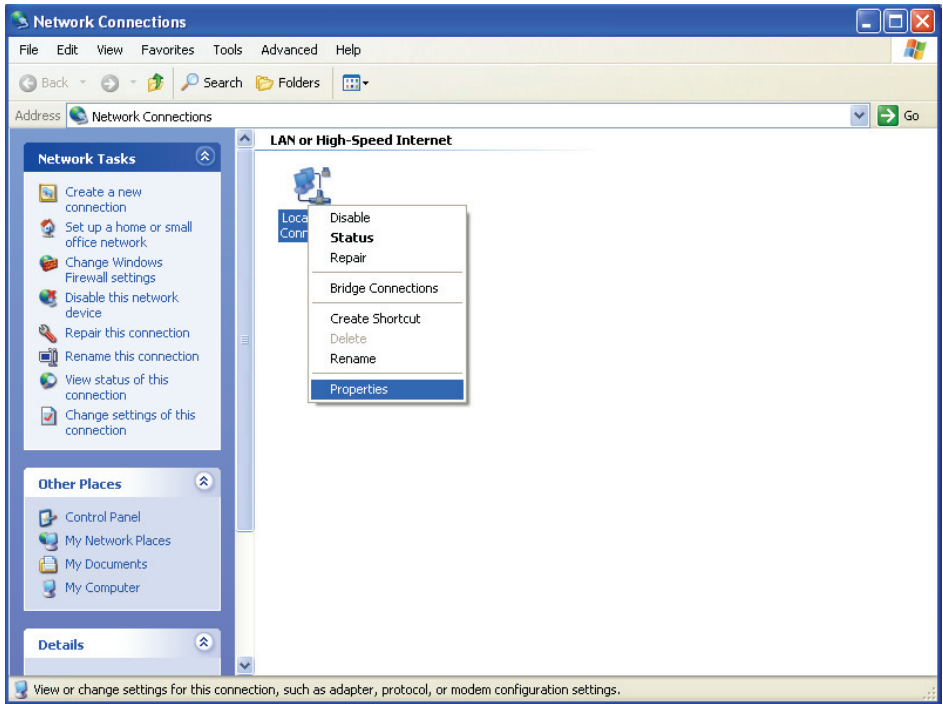 Network Connections
File Edit View Favorites Tools Advanced Help
Back Search Folders
Address Network Connections Go
Network Tasks
Create a new
connection
Set up a home or small
office network
Change Windows
Firewall settings
Disable this network
device
Repair this connection
Rename this connection
View status of this
connection
Change settings of this
connection
Other Places
Control Panel
My Network Places
My Documents
My Computer
Details
LAN or High-Speed Internet
Loca
Conn
Disable
Status
Repair
Bridge Connections
Create Shortcut
Delete
Rename
Properties
View or change settings for this connection, such as adapter, protocol, or modem configuration settings.